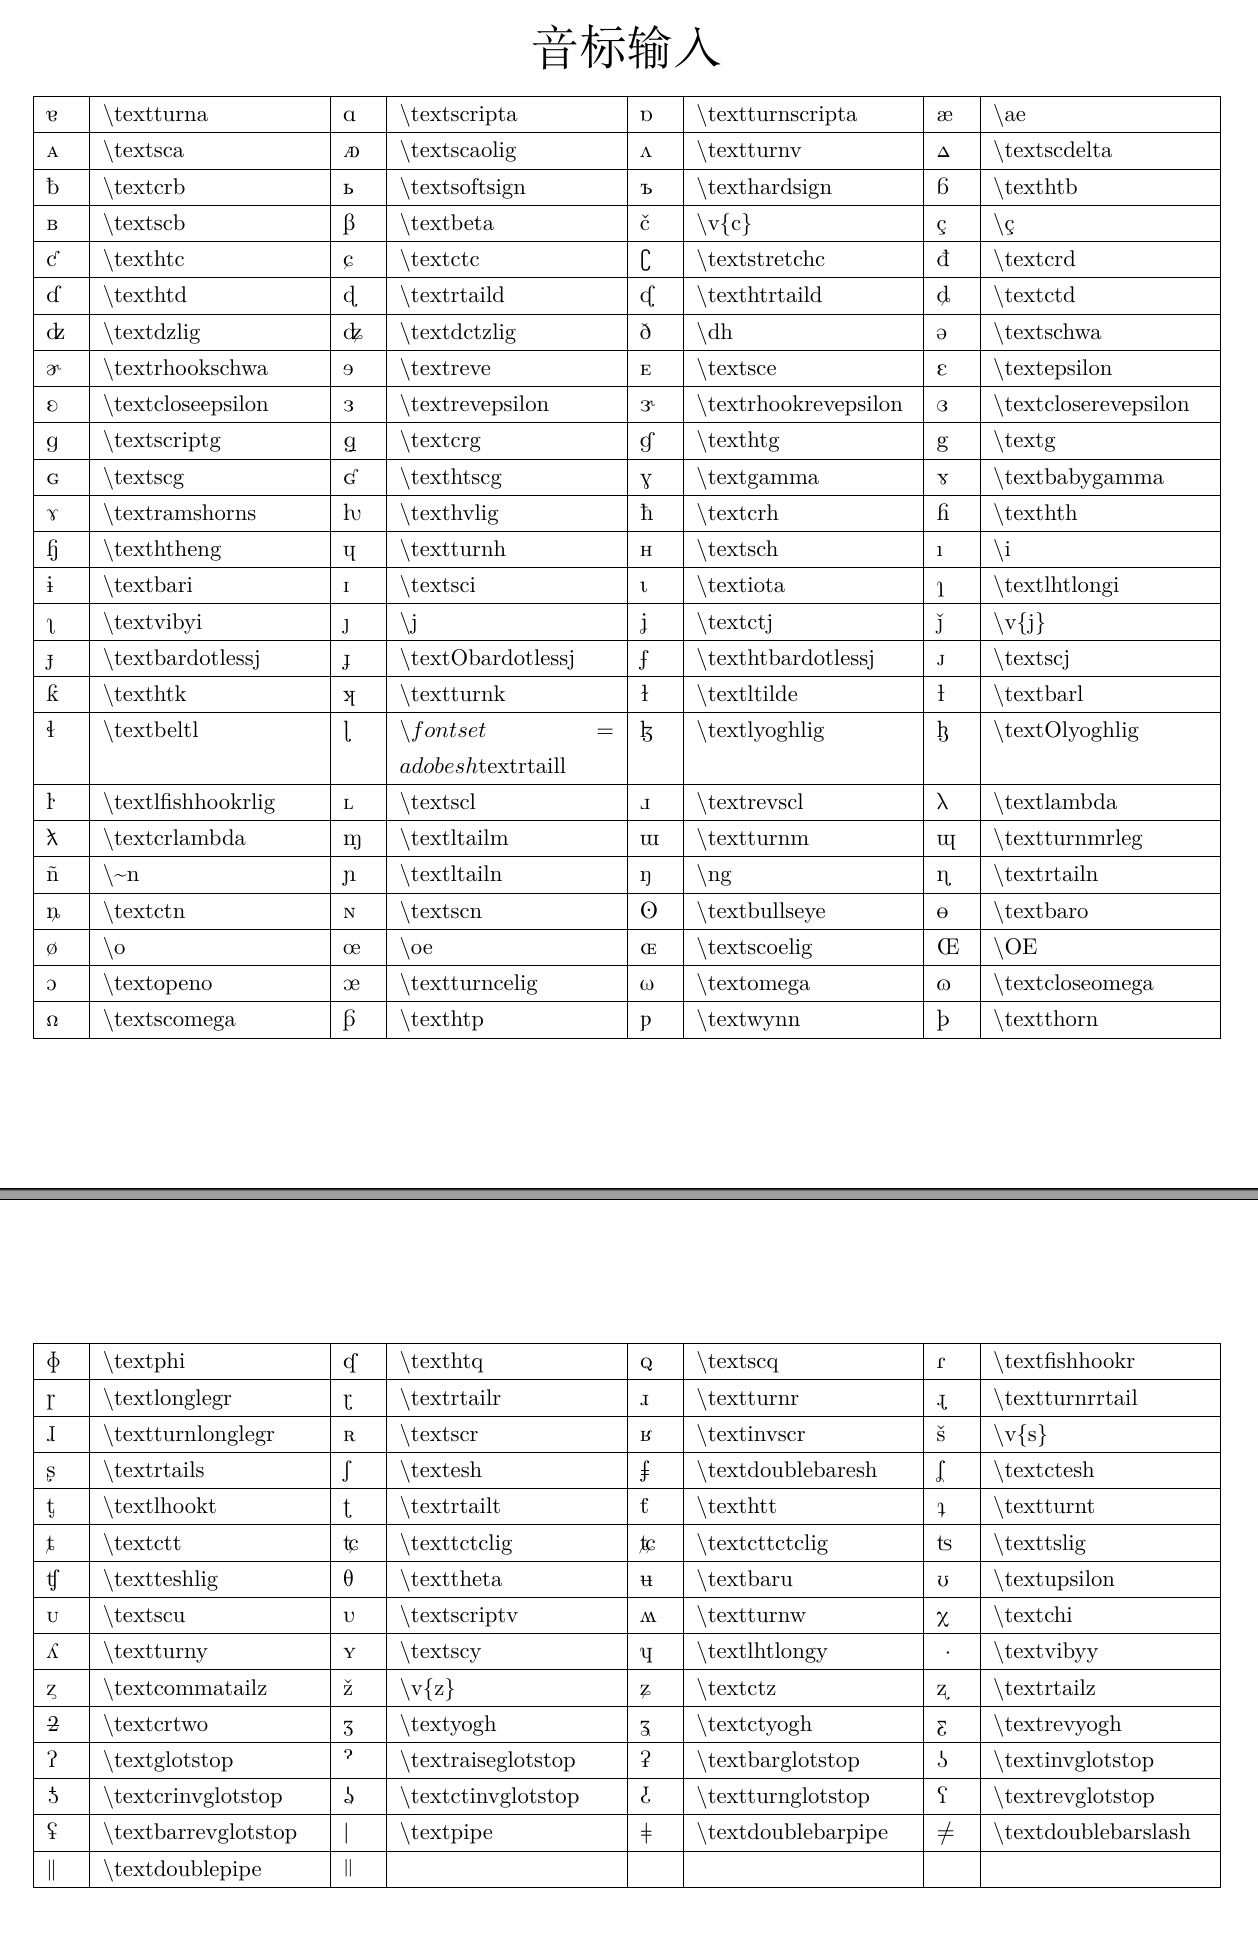 音标输入
ɐ \textturna ɑ \textscripta ɒ \textturnscripta æ \ae
ᴀ \textsca \textscaolig ʌ \textturnv \textscdelta
ƀ \textcrb ь \textsoftsign ъ \texthardsign ɓ \texthtb
ʙ \textscb β \textbeta č \v{c} ç \ç
ƈ \texthtc ɕ \textctc ʗ \textstretchc đ \textcrd
ɗ \texthtd ɖ \textrtaild ᶑ \texthtrtaild ȡ \textctd
ʣ \textdzlig ʥ \textdctzlig ð \dh ə \textschwa
ɚ \textrhookschwa ɘ \textreve ᴇ \textsce ɛ \textepsilon
ʚ \textcloseepsilon ɜ \textrevepsilon ɝ \textrhookrevepsilon ɞ \textcloserevepsilon
ɡ \textscriptg \textcrg ɠ \texthtg g \textg
ɢ \textscg ʛ \texthtscg ɣ \textgamma ɤ \textbabygamma
ɤ \textramshorns ƕ \texthvlig ħ \textcrh ɦ \texthth
ɧ \texththeng ɥ \textturnh ʜ \textsch ı \i
ɨ \textbari ɪ \textsci ɩ \textiota ɿ \textlhtlongi
ʅ \textvibyi ȷ \j ʝ \textctj ǰ \v{j}
ɟ \textbardotlessj ɟ \textObardotlessj ʄ \texthtbardotlessj ᴊ \textscj
ƙ \texthtk ʞ \textturnk ɫ \textltilde ƚ \textbarl
ɬ \textbeltl ɭ \fontset = ɮ \textlyoghlig ɮ \textOlyoghlig
adobesh\textrtaill
\textlfishhookrlig ʟ \textscl \textrevscl λ \textlambda
ƛ \textcrlambda ɱ \textltailm ɯ \textturnm ɰ \textturnmrleg
ñ \~n ɲ \textltailn ŋ \ng ɳ \textrtailn
ȵ \textctn ɴ \textscn ʘ \textbullseye ɵ \textbaro
ø \o œ \oe ɶ \textscoelig Œ \OE
ɔ \textopeno ᴔ \textturncelig ω \textomega ɷ \textcloseomega
\textscomega ƥ \texthtp ƿ \textwynn þ \textthorn
ɸ \textphi ʠ \texthtq \textscq ɾ \textfishhookr
ɼ \textlonglegr ɽ \textrtailr ɹ \textturnr ɻ \textturnrrtail
ɺ \textturnlonglegr ʀ \textscr ʁ \textinvscr š \v{s}
ʂ \textrtails ʃ \textesh \textdoublebaresh ʆ \textctesh
ƫ \textlhookt ʈ \textrtailt ƭ \texthtt ʇ \textturnt
ȶ \textctt ʨ \texttctclig \textcttctclig ʦ \texttslig
ʧ \textteshlig θ \texttheta ʉ \textbaru ʊ \textupsilon
ᴜ \textscu ʋ \textscriptv ʍ \textturnw χ \textchi
ʎ \textturny ʏ \textscy \textlhtlongy · \textvibyy
\textcommatailz ž \v{z} ʑ \textctz ʐ \textrtailz
ƻ \textcrtwo ʒ \textyogh ʓ \textctyogh \textrevyogh
ʔ \textglotstop ˀ \textraiseglotstop ʡ \textbarglotstop ʖ \textinvglotstop
\textcrinvglotstop \textctinvglotstop \textturnglotstop ʕ \textrevglotstop
ʢ \textbarrevglotstop | \textpipe ǂ \textdoublebarpipe ≠ \textdoublebarslash
‖ \textdoublepipe ‖